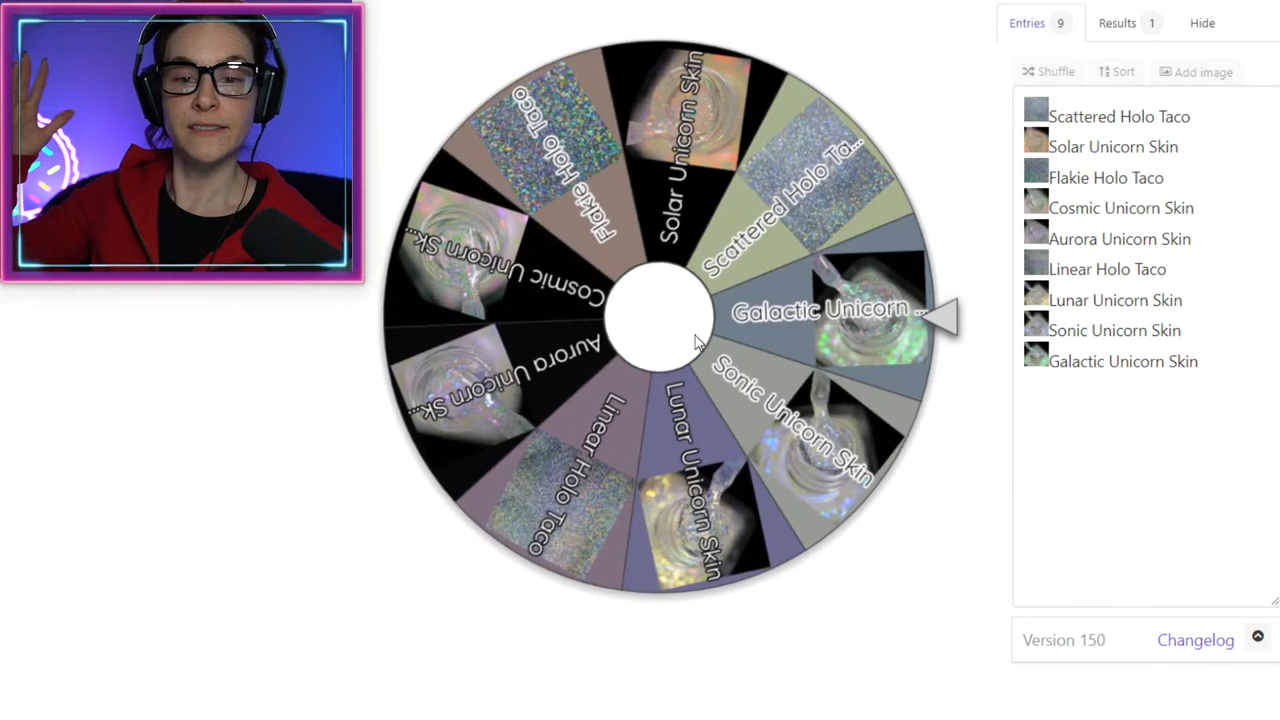 Entries 9
Results 1
Hide
Shuffle
Sort
Add image
Scattered Holo Taco
Solar Unicorn Skin
Flakie Holo Taco
Cosmic Unicorn Skin
Aurora Unicorn Skin
Linear Holo Taco
Lunar Unicorn Skin
Sonic Unicorn Skin
Galactic Unicorn Skin
Version 150
Changelog
Solar Unicorn Skin
Scattered Holo Ta...
Galactic Unicorn ...
Sonic Unicorn Skin
Lunar Unicorn Skin
Linear Holo Taco
Aurora Unicorn Sk...
Cosmic Unicorn Sk...
Flakie Holo Taco